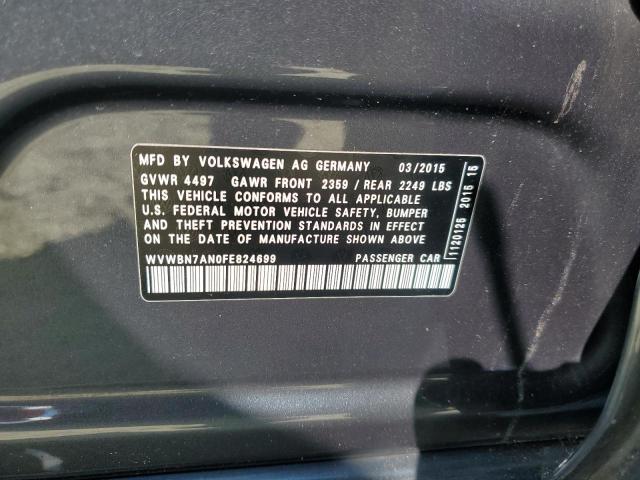 MFD BY VOLKSWAGEN AG GERMANY 03/2015
GVWR 4497 GAWR FRONT 2359 / REAR 2249 LBS
THIS VEHICLE CONFORMS TO ALL APPLICABLE
U.S. FEDERAL MOTOR VEHICLE SAFETY, BUMPER
AND THEFT PREVENTION STANDARDS IN EFFECT
ON THE DATE OF MANUFACTURE SHOWN ABOVE
WVWBN7AN0FE824699 PASSENGER CAR
1120126 2015 15